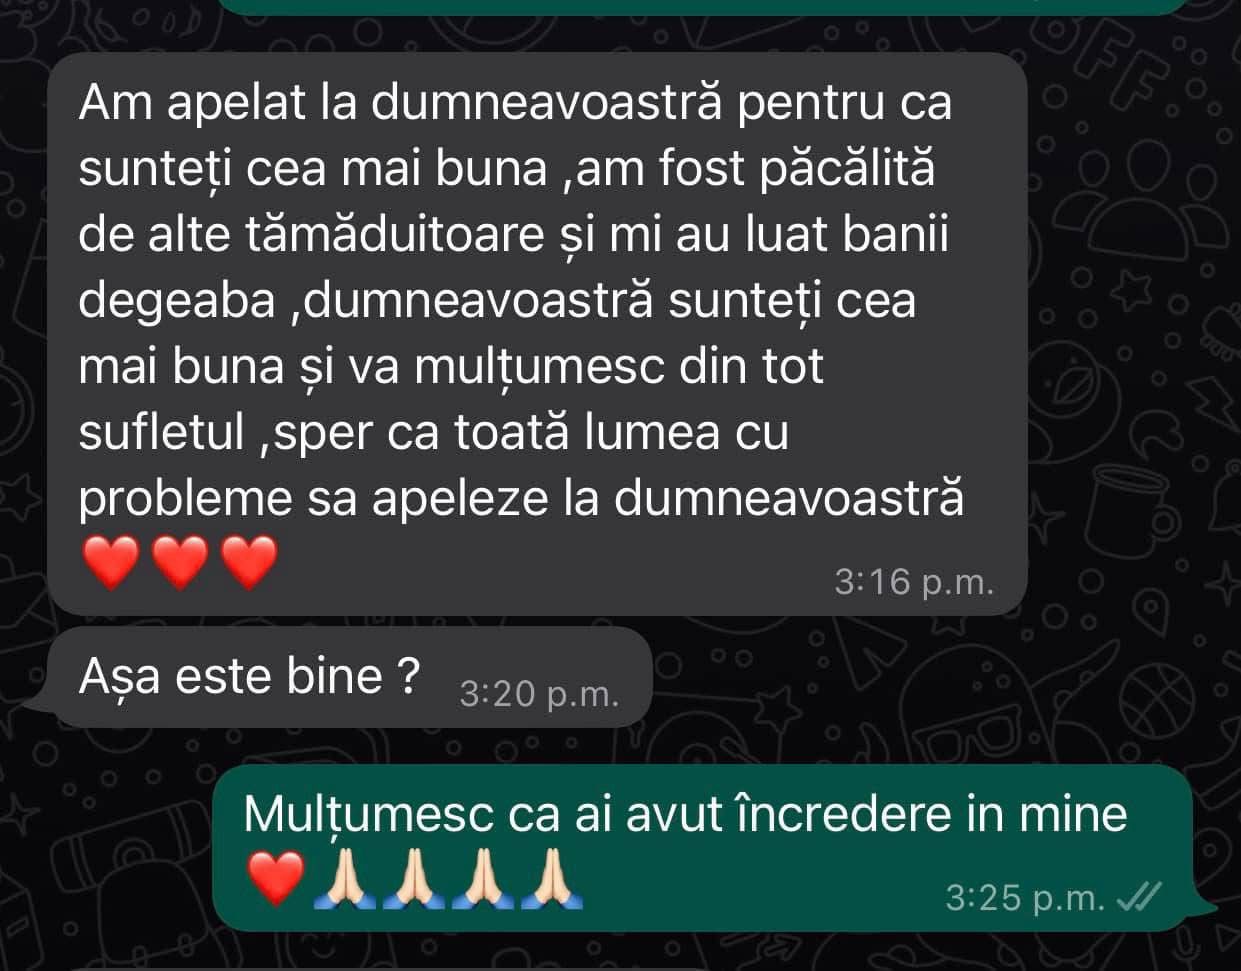 Am apelat la dumneavoastră pentru ca
sunteți cea mai buna ,am fost păcălită
de alte tămăduitoare și mi au luat banii
degeaba ,dumneavoastră sunteți cea
mai buna și va mulțumesc din tot
sufletul ,sper ca toată lumea cu
probleme sa apeleze la dumneavoastră
❤️❤️❤️ 3:16 p.m.
Așa este bine ? 3:20 p.m.
Mulțumesc ca ai avut încredere in mine
❤️🙏🏻🙏🏻🙏🏻🙏🏻 3:25 p.m.